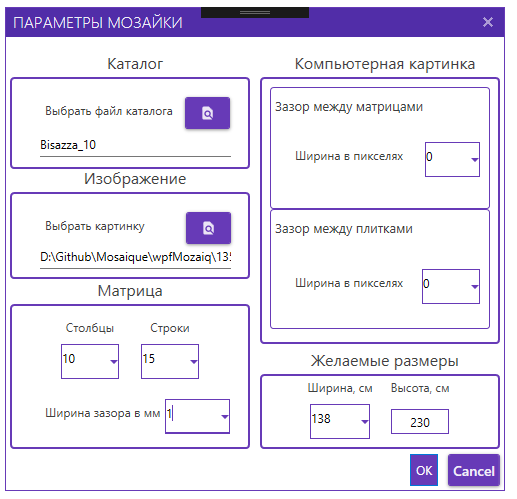 ПАРАМЕТРЫ МОЗАЙКИ
Каталог
Выбрать файл каталога
Bisazza_10
Изображение
Выбрать картинку
D:\Github\Mosaique\wpfMozaiq\135
Матрица
Столбцы Строки
10 15
Ширина зазора в мм 1
Компьютерная картинка
Зазор между матрицами
Ширина в пикселях 0
Зазор между плитками
Ширина в пикселях 0
Желаемые размеры
Ширина, см Высота, см
138 230
OK Cancel